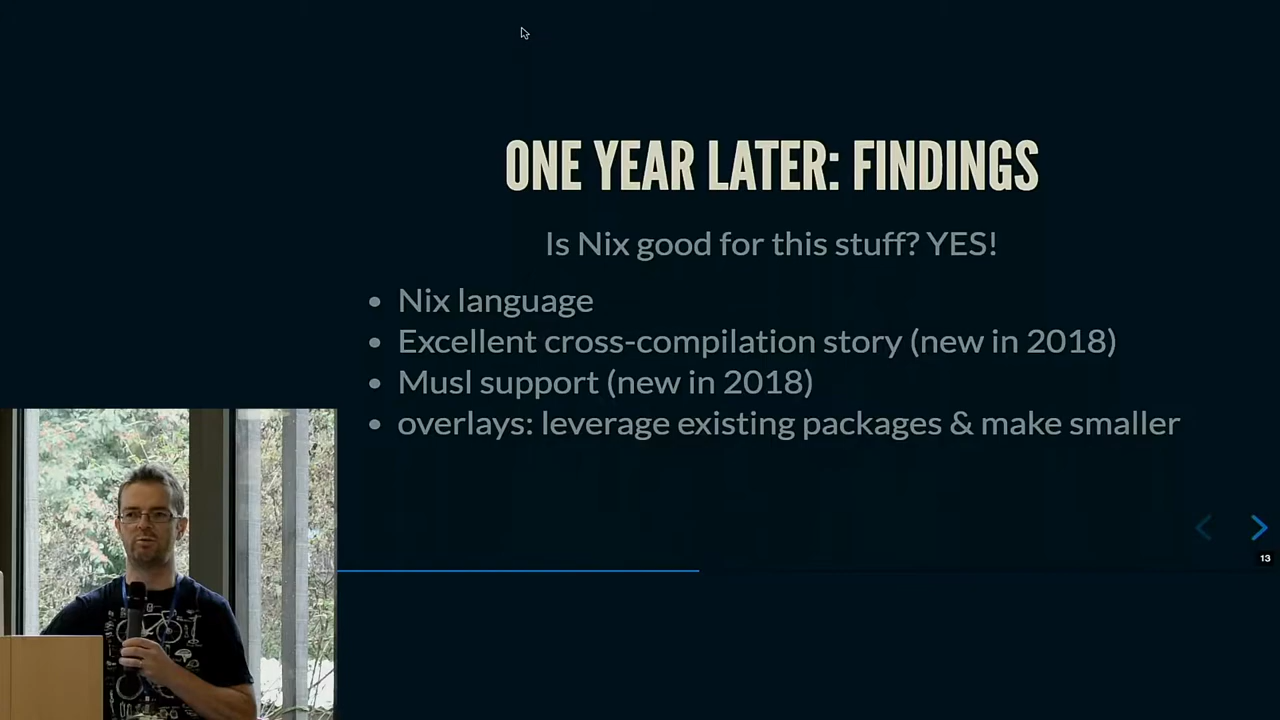 ONE YEAR LATER: FINDINGS
Is Nix good for this stuff? YES!
• Nix language
• Excellent cross-compilation story (new in 2018)
• Musl support (new in 2018)
• overlays: leverage existing packages & make smaller
13